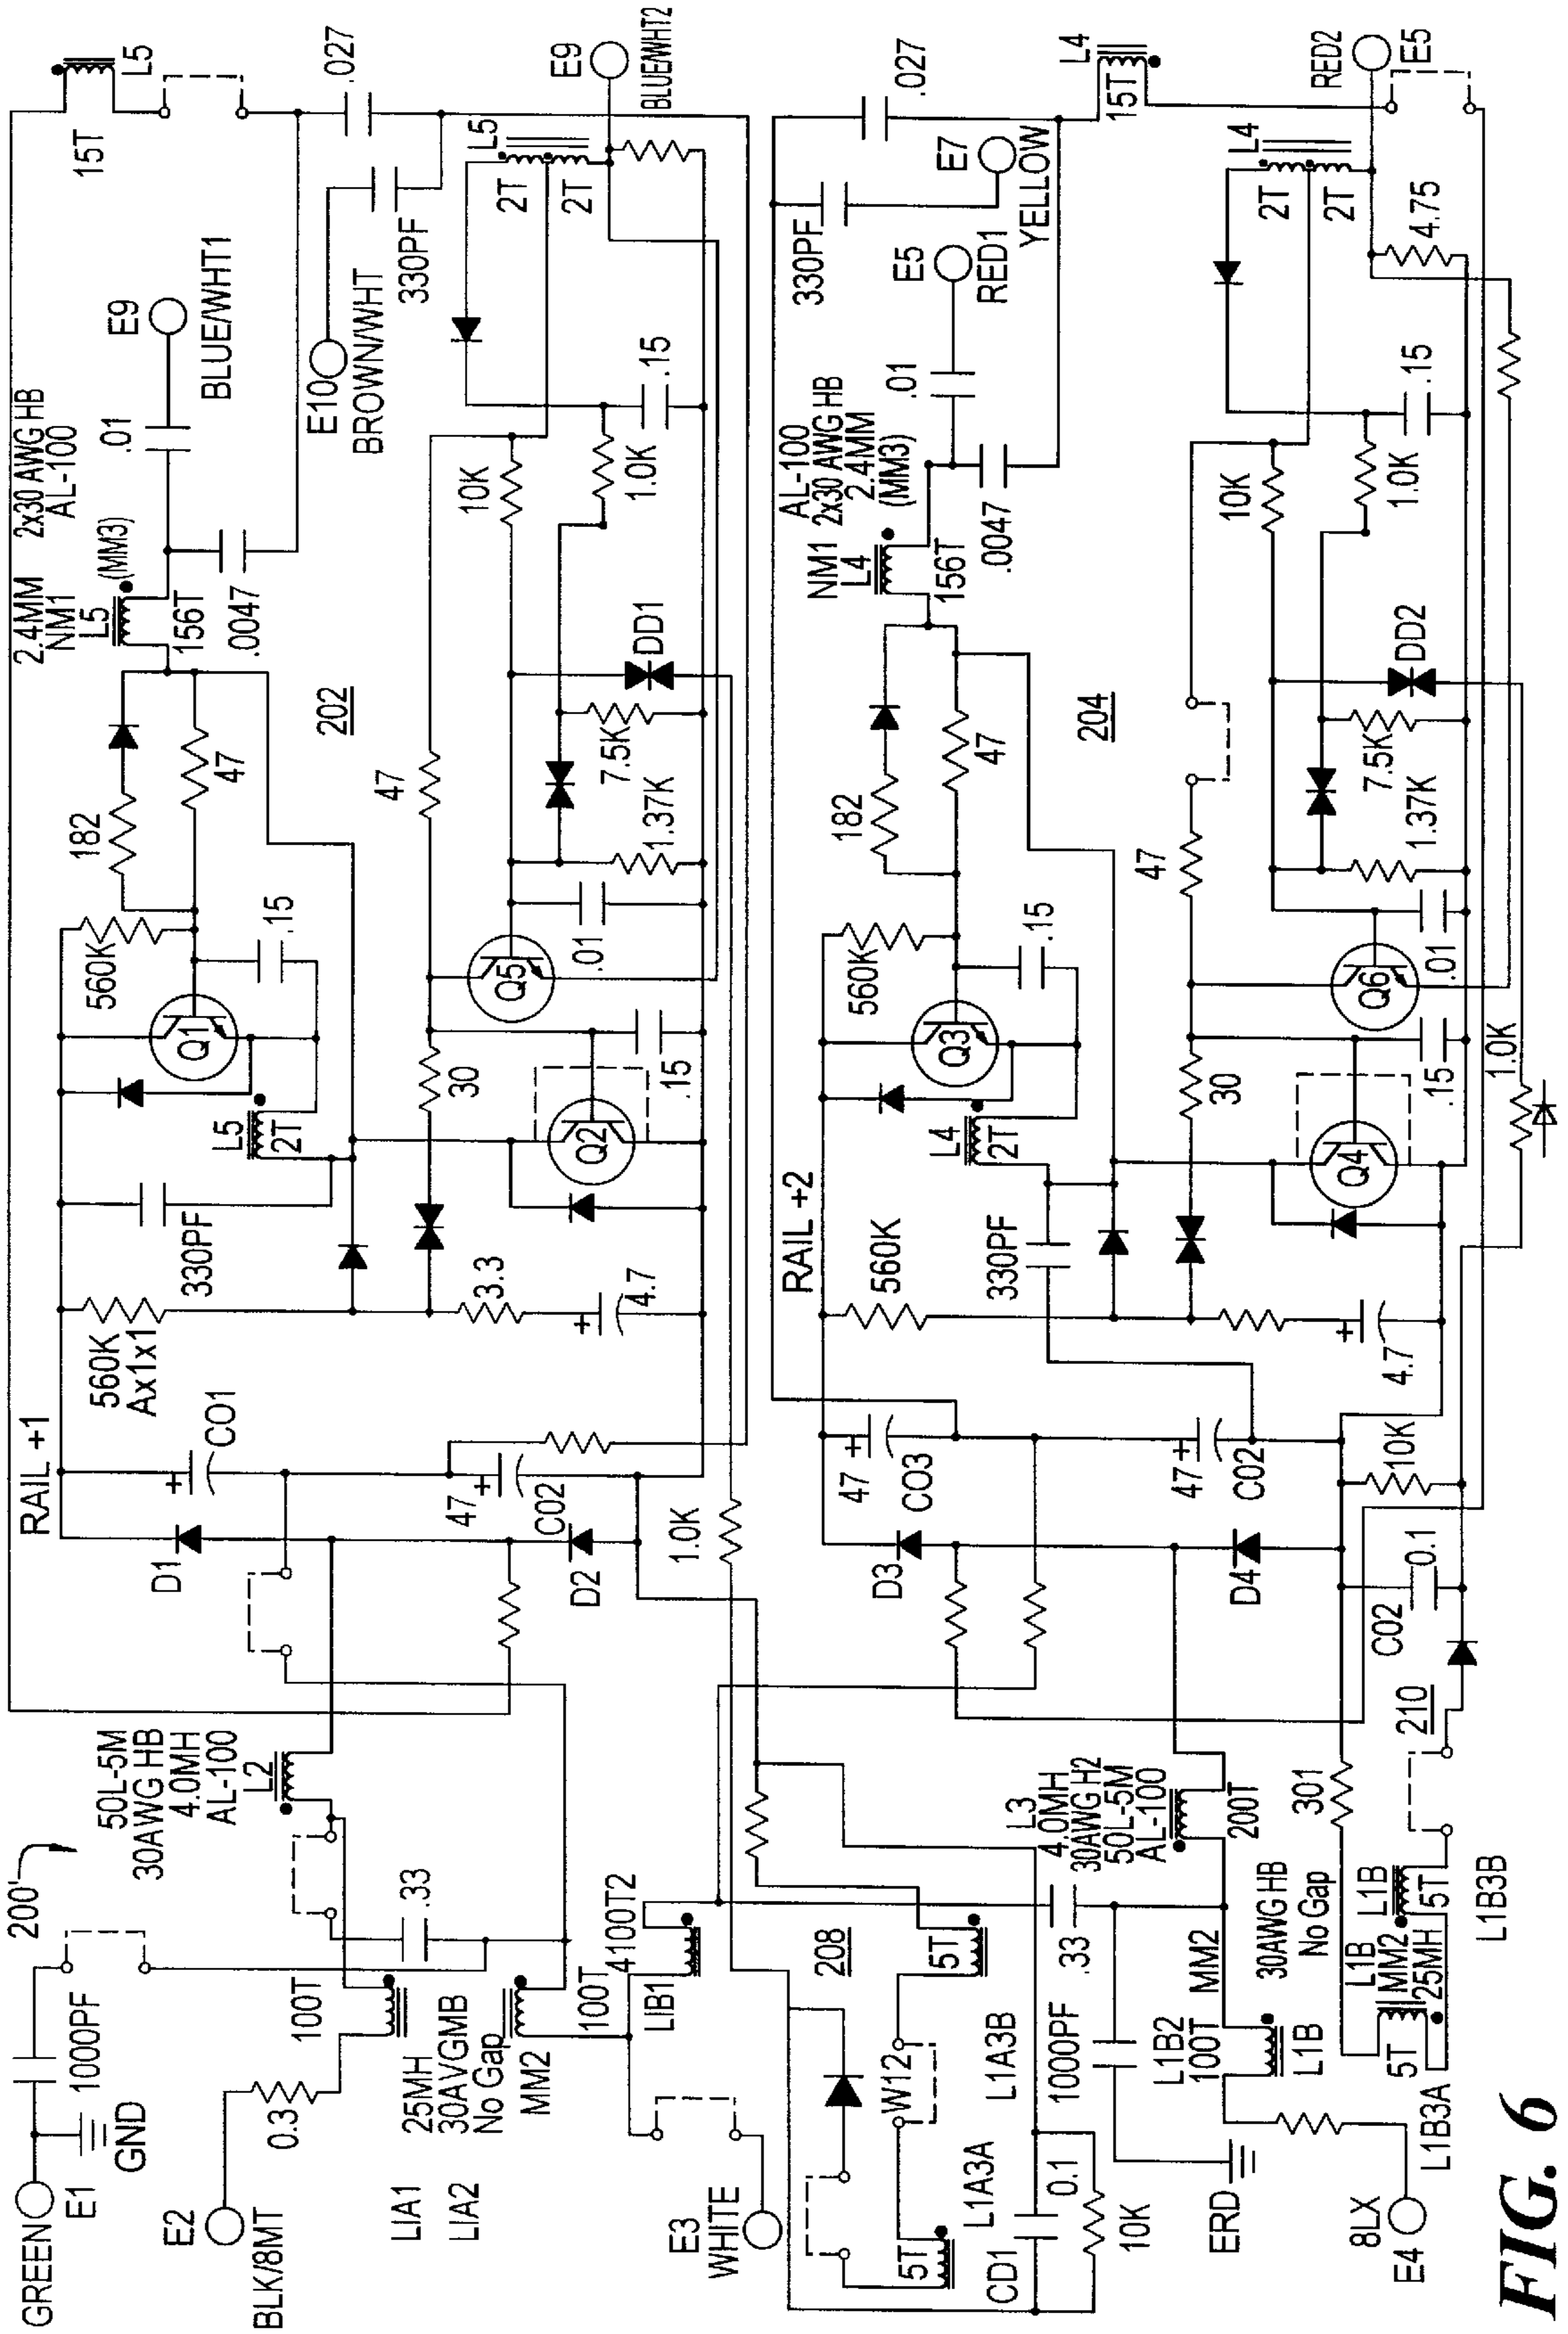 200'
GREEN
E1
GND
1000PF
E2
BLK/8MT
0.3
100T
.33
50L-5M
30AWG HB
4.0MH
AL-100
L2
LIA1
25MH
30AVGMB
No Gap
LIA2
MM2
100T
4100T2
LIB1
E3
WHITE
RAIL +1
D1
CO1
560K
Ax1x1
330PF
L5
2T
Q1
560K
.15
182
47
2.4MM
NM1
L5
(MM3)
156T
.0047
2x30 AWG HB
AL-100
.01
E9
BLUE/WHT1
15T
L5
.027
330PF
E10
BROWN/WHT
202
47
C02
D2
1.0K
3.3
4.7
30
Q2
.15
Q5
.01
47
1.37K
7.5K
DD1
10K
1.0K
.15
2T
2T
L5
E9
BLUE/WHT2
208
W12
5T
5T
L1A3A
L1A3B
CD1
0.1
10K
1000PF
.33
ERD
L1B2
100T
L1B
MM2
L3
4.0MH
30AWG H2
50L-5M
AL-100
200T
30AWG HB
No Gap
8LX
E4
L1B3A
5T
L1B
MM2
25MH
L1B
5T
L1B3B
301
210
RAIL +2
D3
47
CO3
560K
330PF
L4
2T
Q3
560K
.15
182
47
NM1
L4
156T
AL-100
2x30 AWG HB
2.4MM
(MM3)
.0047
.01
E5
RED1
330PF
E7
YELLOW
.027
L4
15T
204
D4
47
C02
C02
0.1
10K
4.7
30
Q4
.15
1.0K
Q6
.01
47
1.37K
7.5K
DD2
10K
1.0K
.15
2T
2T
L4
4.75
RED2
E5
FIG. 6